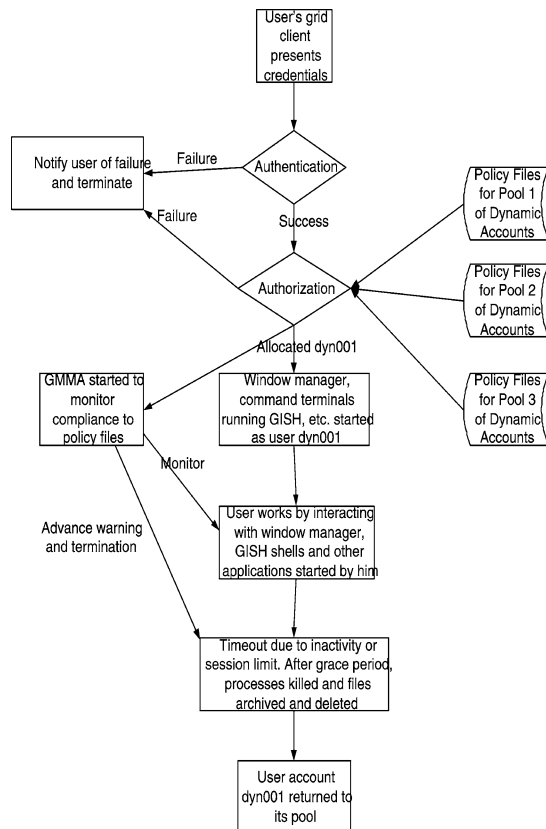 User's grid
client
presents
credentials
Notify user of failure
and terminate
Failure
Authentication
Failure
Success
Policy Files
for Pool 1
of Dynamic
Accounts
Authorization
Policy Files
for Pool 2
of Dynamic
Accounts
Allocated dyn001
GMMA started to
monitor
compliance to
policy files
Window manager,
command terminals
running GISH, etc. started
as user dyn001
Policy Files
for Pool 3
of Dynamic
Accounts
Monitor
Advance warning
and termination
User works by interacting
with window manager,
GISH shells and other
applications started by him
Timeout due to inactivity or
session limit. After grace period,
processes killed and files
archived and deleted
User account
dyn001 returned to
its pool